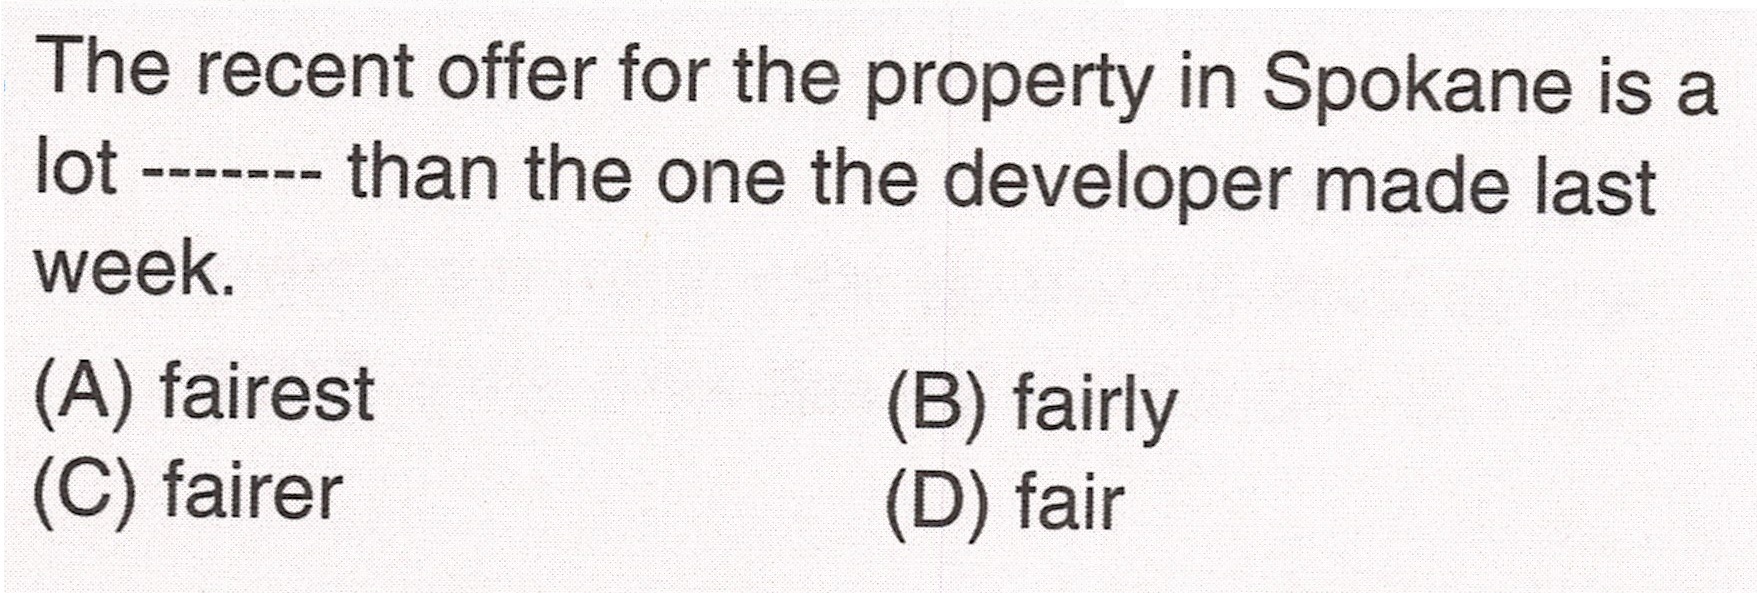 The recent offer for the property in Spokane is a
lot ------- than the one the developer made last
week.
(A) fairest (B) fairly
(C) fairer (D) fair